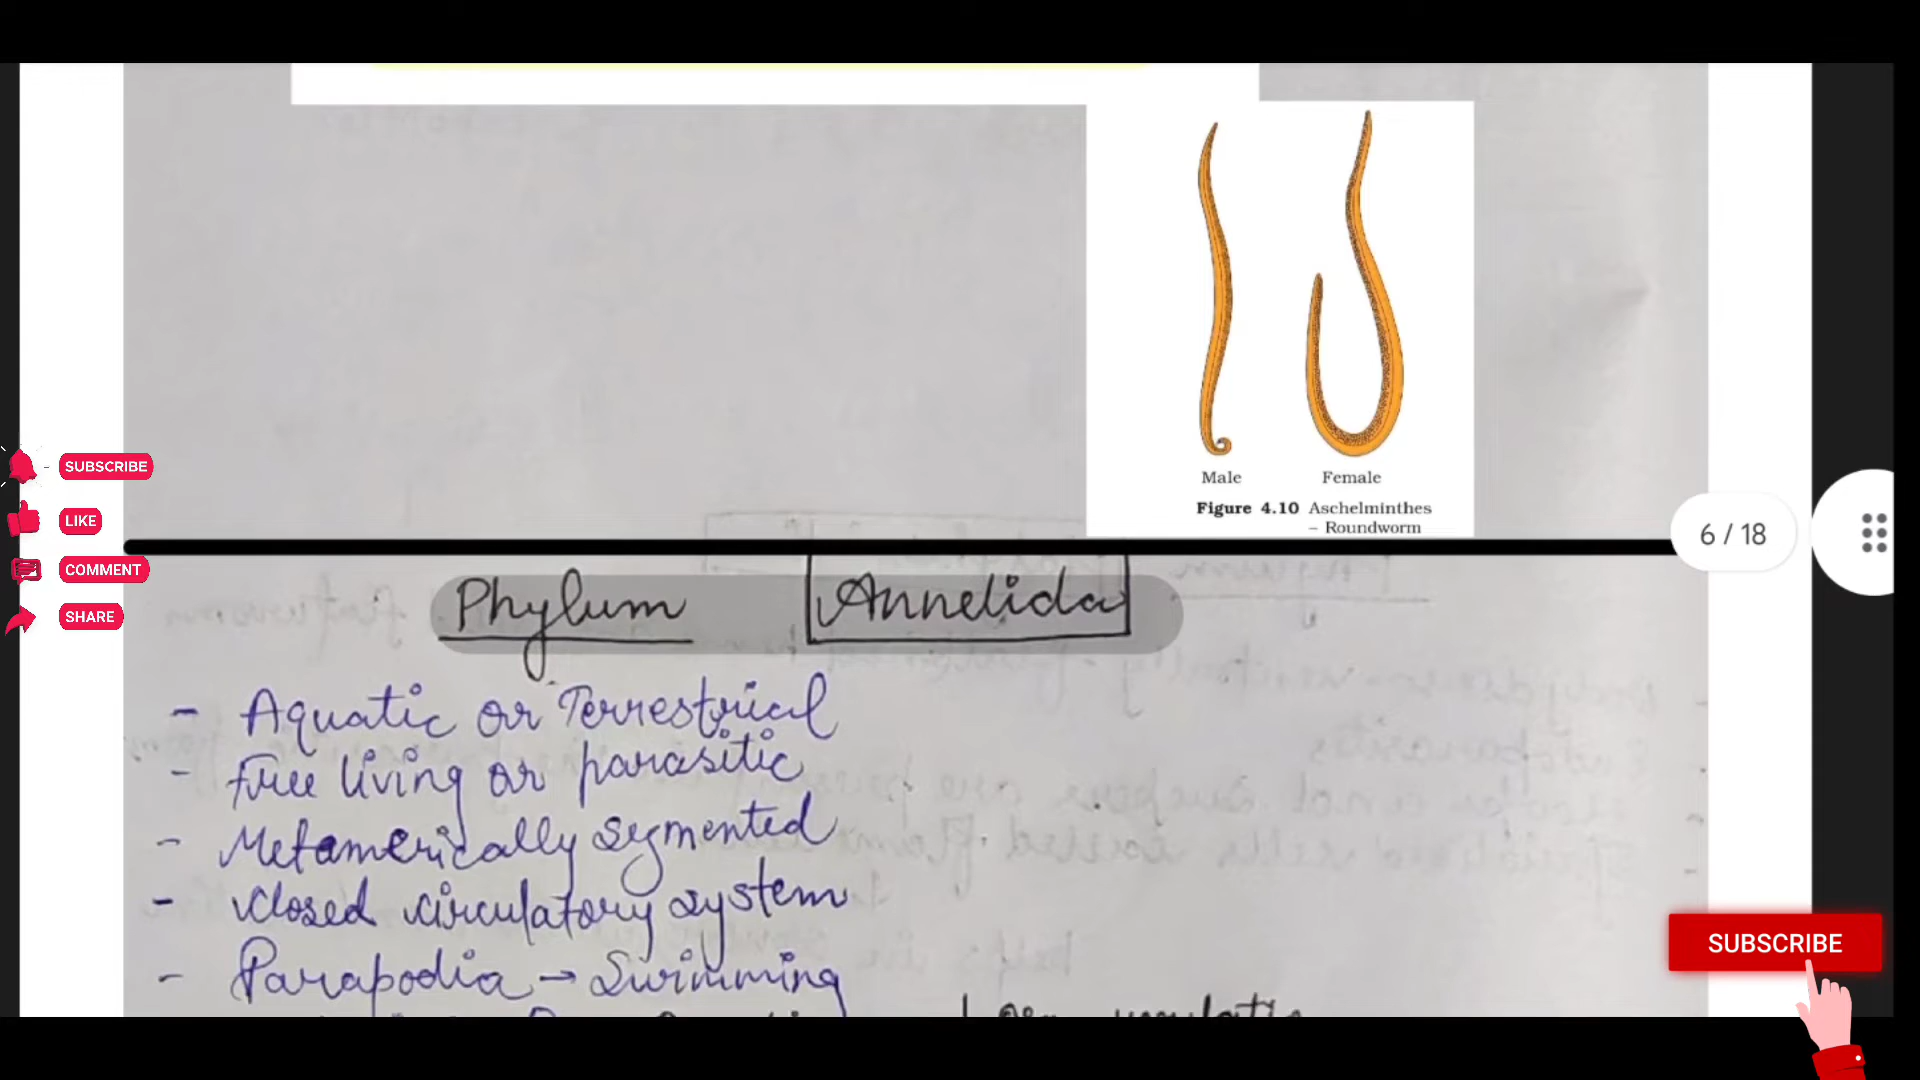 Male Female
Figure 4.10 Aschelminthes
– Roundworm
6 / 18
SUBSCRIBE
LIKE
COMMENT
SHARE
Phylum Annelida
- Aquatic or Terrestrial
- Free living or parasitic
- Metamerically segmented
- Closed circulatory system
- Parapodia → Swimming
SUBSCRIBE